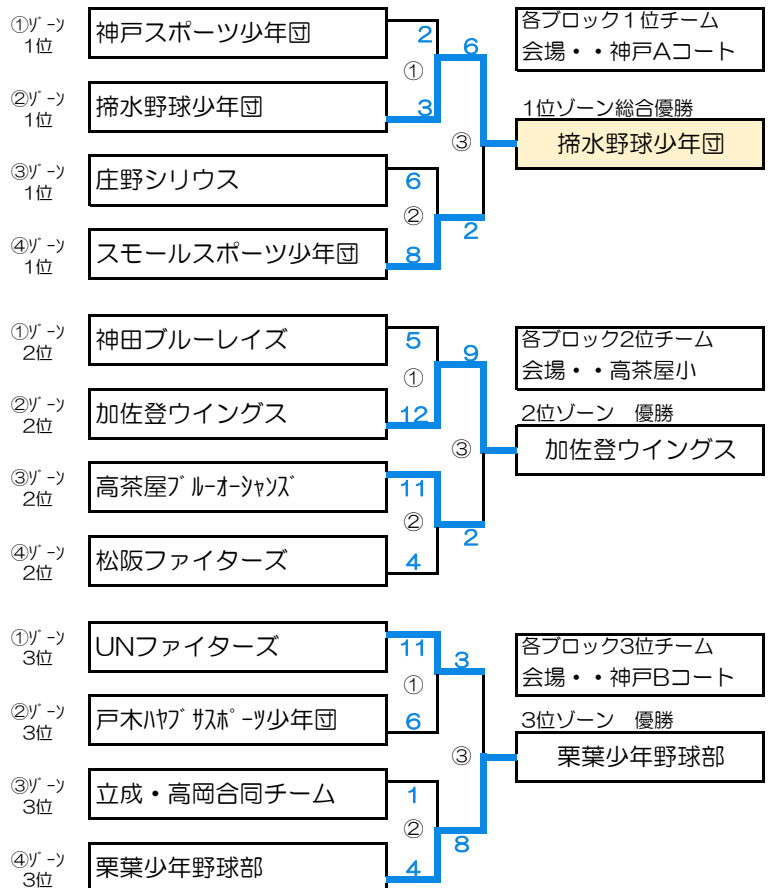 ①ｿﾞｰﾝ
1位
神戸スポーツ少年団
2
①
②ｿﾞｰﾝ
1位
揥水野球少年団
3
6
③
③ｿﾞｰﾝ
1位
庄野シリウス
6
②
④ｿﾞｰﾝ
1位
スモールスポーツ少年団
8
2
各ブロック1位チーム
会場・・神戸Aコート
1位ゾーン総合優勝
揥水野球少年団
①ｿﾞｰﾝ
2位
神田ブルーレイズ
5
①
②ｿﾞｰﾝ
2位
加佐登ウイングス
12
9
③
③ｿﾞｰﾝ
2位
高茶屋ﾌﾞﾙｰｵｰｼｬﾝｽﾞ
11
②
④ｿﾞｰﾝ
2位
松阪ファイターズ
4
2
各ブロック2位チーム
会場・・高茶屋小
2位ゾーン　優勝
加佐登ウイングス
①ｿﾞｰﾝ
3位
UNファイターズ
11
①
②ｿﾞｰﾝ
3位
戸木ﾊﾔﾌﾞｻｽﾎﾟｰﾂ少年団
6
3
③
③ｿﾞｰﾝ
3位
立成・高岡合同チーム
1
②
④ｿﾞｰﾝ
3位
栗葉少年野球部
4
8
各ブロック3位チーム
会場・・神戸Bコート
3位ゾーン　優勝
栗葉少年野球部